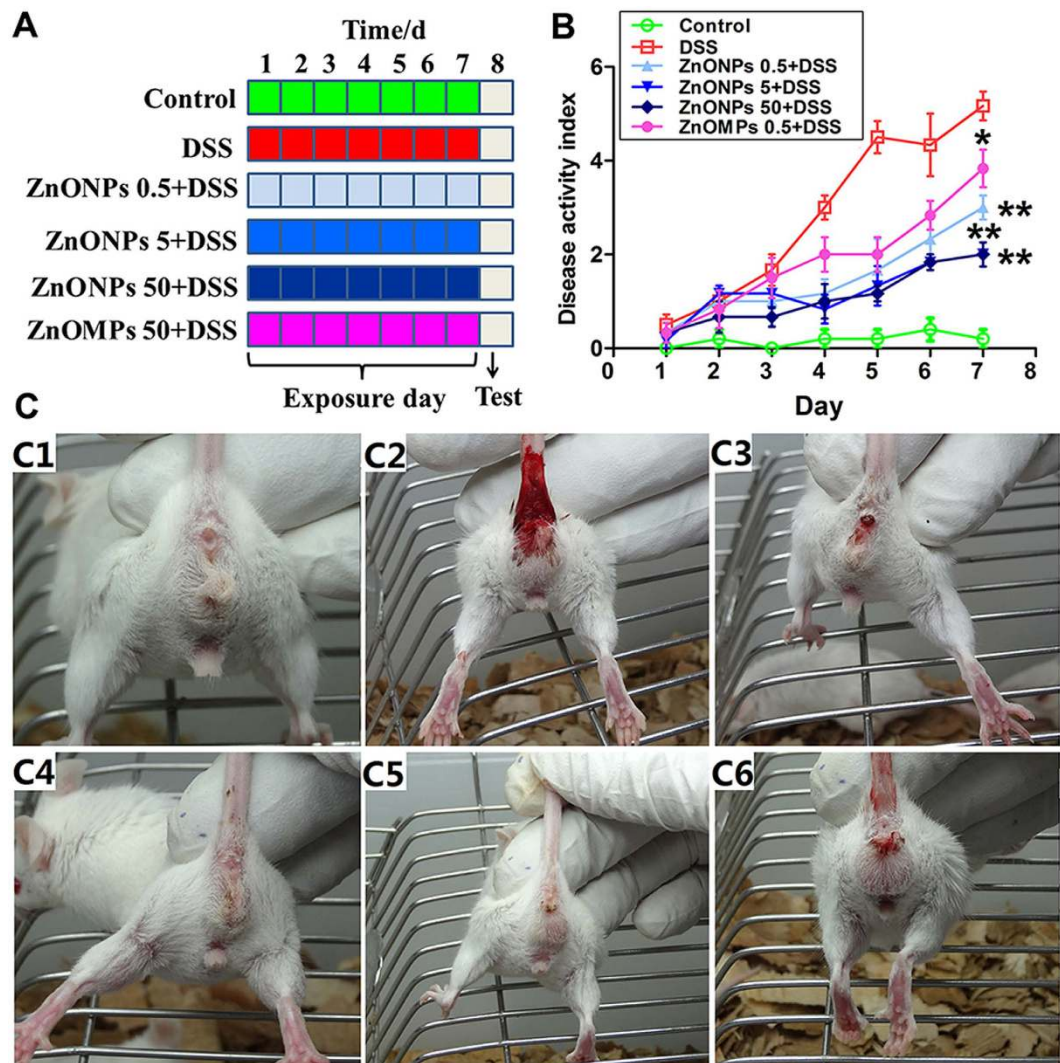 A
Time/d
1 2 3 4 5 6 7 8
Control
DSS
ZnONPs 0.5+DSS
ZnONPs 5+DSS
ZnONPs 50+DSS
ZnOMPs 50+DSS
Exposure day
Test
B
Control
DSS
ZnONPs 0.5+DSS
ZnONPs 5+DSS
ZnONPs 50+DSS
ZnOMPs 0.5+DSS
Disease activity index
6
4
2
0
*
**
**
**
0 1 2 3 4 5 6 7 8
Day
C
C1
C2
C3
C4
C5
C6